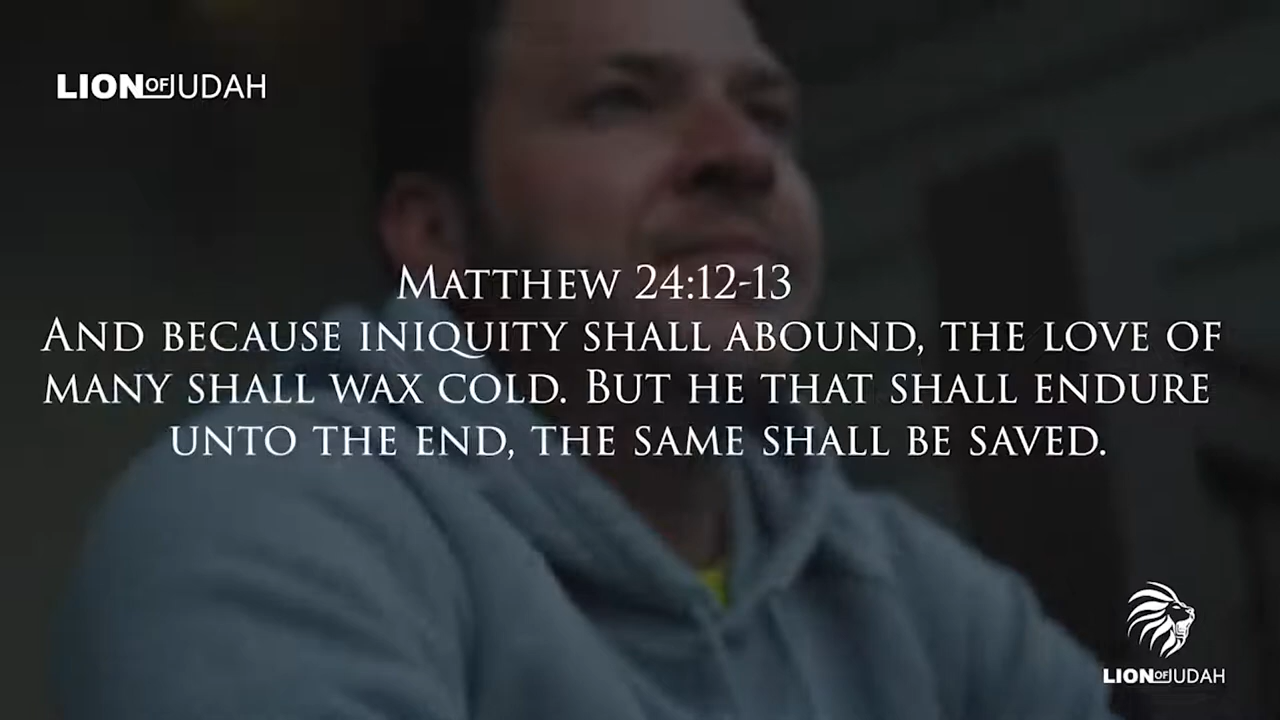 LION OF JUDAH
MATTHEW 24:12-13
AND BECAUSE INIQUITY SHALL ABOUND, THE LOVE OF
MANY SHALL WAX COLD. BUT HE THAT SHALL ENDURE
UNTO THE END, THE SAME SHALL BE SAVED.
LION OF JUDAH